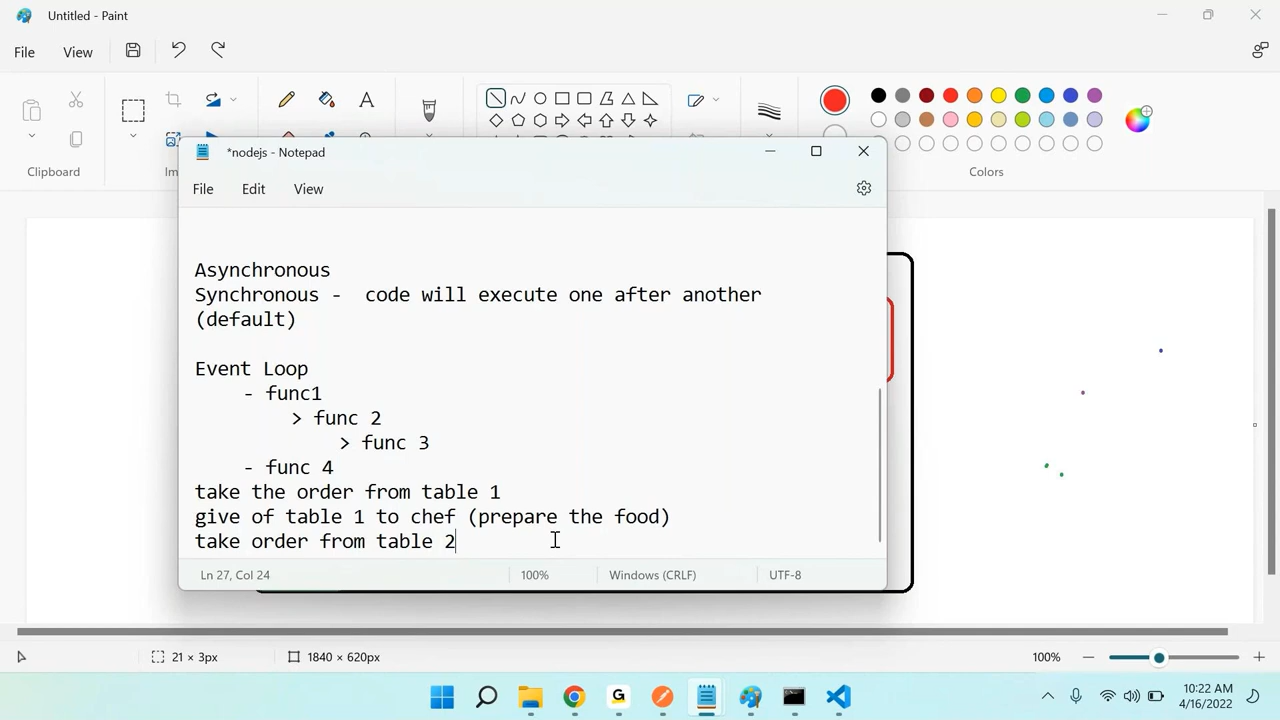 Untitled - Paint
File View
Clipboard
Im
Colors
*nodejs - Notepad
File Edit View
Asynchronous
Synchronous -  code will execute one after another
(default)
Event Loop
- func1
> func 2
> func 3
- func 4
take the order from table 1
give of table 1 to chef (prepare the food)
take order from table 2
Ln 27, Col 24 100% Windows (CRLF) UTF-8
21 × 3px 1840 × 620px 100%
10:22 AM
4/16/2022